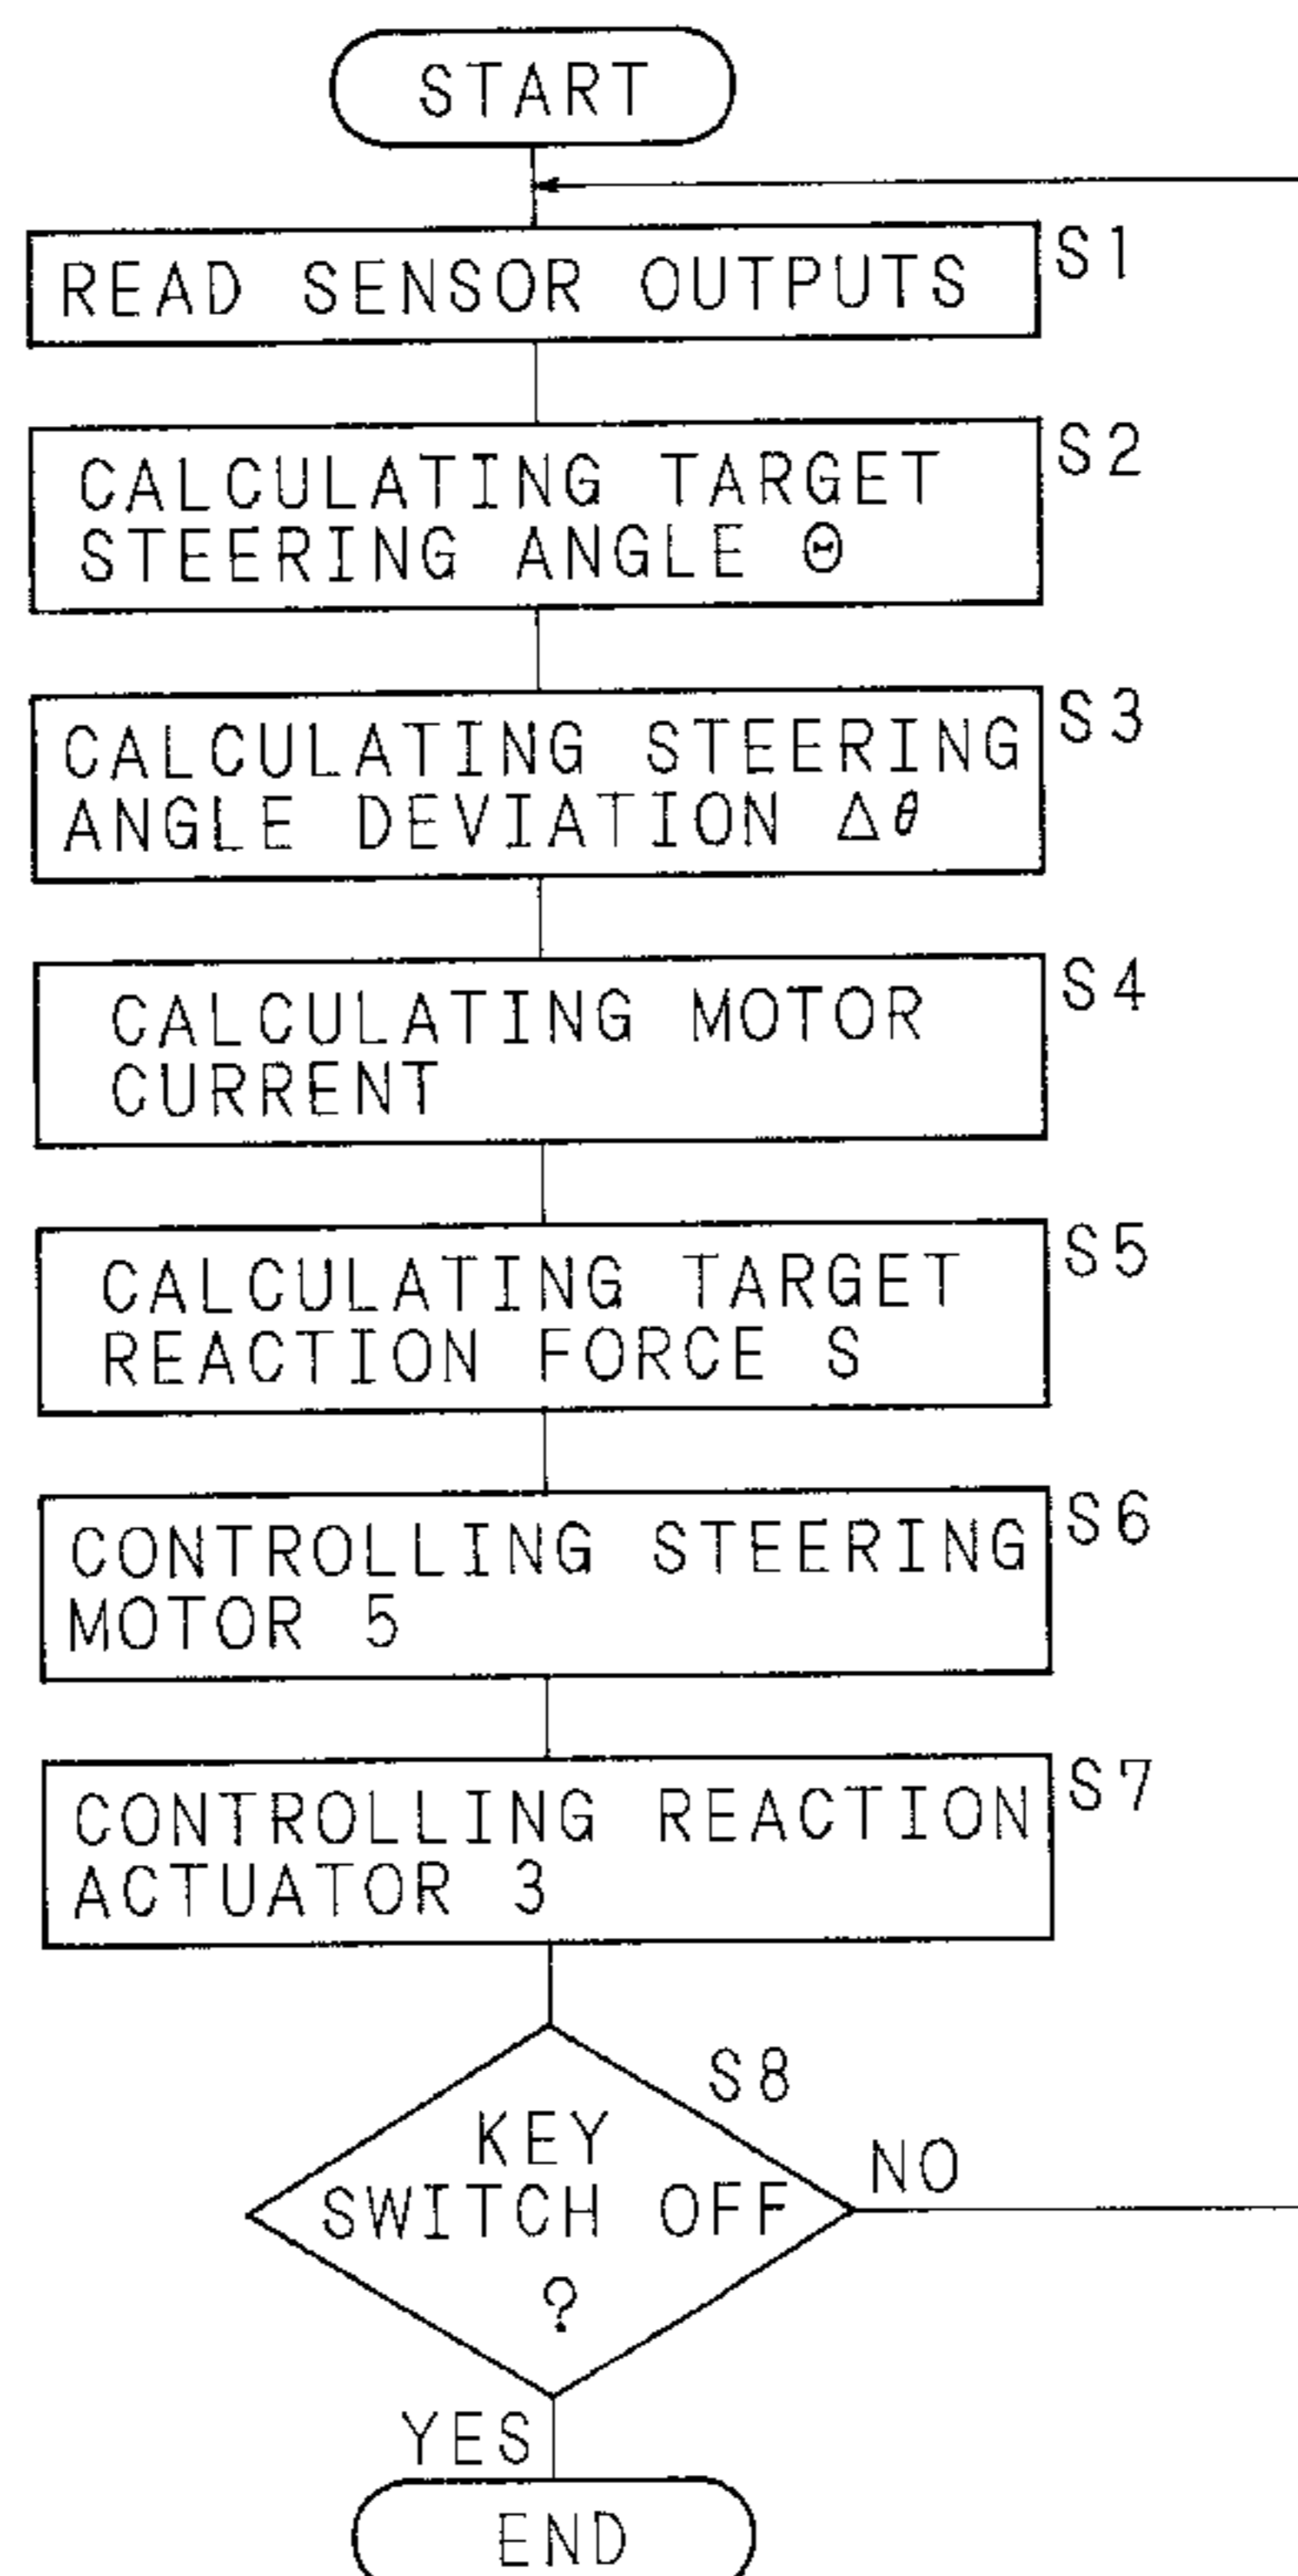 START
READ SENSOR OUTPUTS
S1
CALCULATING TARGET
STEERING ANGLE Θ
S2
CALCULATING STEERING
ANGLE DEVIATION Δθ
S3
CALCULATING MOTOR
CURRENT
S4
CALCULATING TARGET
REACTION FORCE S
S5
CONTROLLING STEERING
MOTOR 5
S6
CONTROLLING REACTION
ACTUATOR 3
S7
S8
KEY
SWITCH OFF
?
NO
YES
END